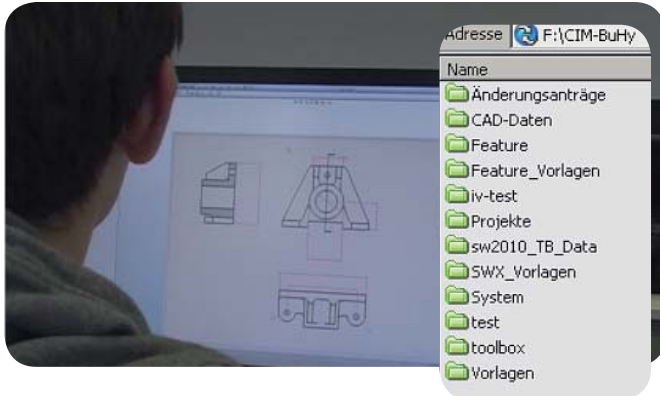 Adresse F:\CIM-BuHy
Name
Änderungsanträge
CAD-Daten
Feature
Feature_Vorlagen
iv-test
Projekte
sw2010_TB_Data
SWX_Vorlagen
System
test
toolbox
Vorlagen